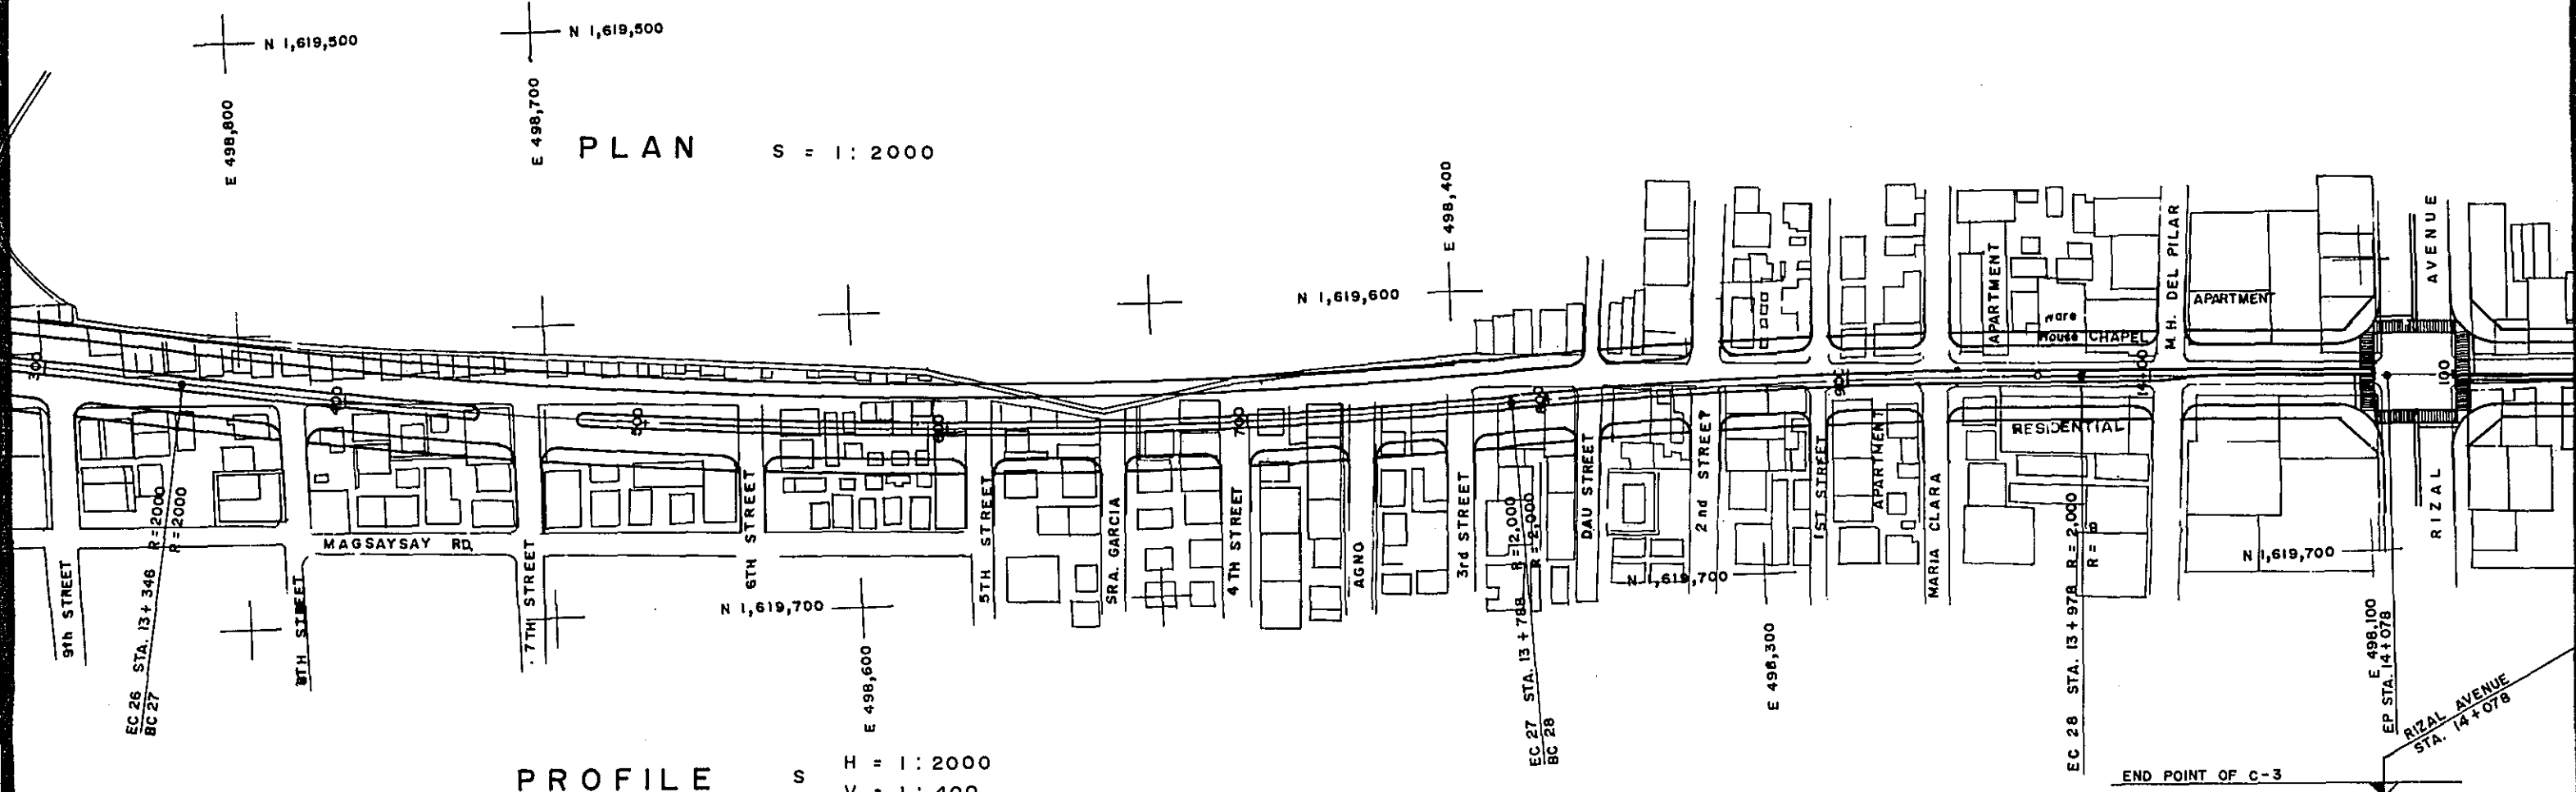 N 1,619,500
N 1,619,500
E 498,800
E 498,700
PLAN S = 1: 2000
E 498,400
N 1,619,600
AVENUE
M.H. DEL PILAR
APARTMENT
APARTMENT
ware
House CHAPEL
300
400
500
600
700
800
900
14+00
100
RESIDENTIAL
APARTMENT
R=2000
R=2000
MAGSAYSAY RD.
9th STREET
8TH STREET
7TH STREET
6TH STREET
5TH STREET
SRA. GARCIA
4TH STREET
AGNO
3rd STREET
DAU STREET
2nd STREET
1ST STREET
MARIA CLARA
RIZAL
N 1,619,700
N 1,619,700
N 1,619,700
E 498,600
E 498,300
E 498,100
EP STA. 14+078
EC 26 STA. 13+346
BC 27
EC 27 STA. 13+788 R=2,000
BC 28 R=2,000
EC 28 STA. 13+978 R=2,000
RIZAL AVENUE
STA. 14+078
END POINT OF C-3
PROFILE S H = 1: 2000
V = 1: 400